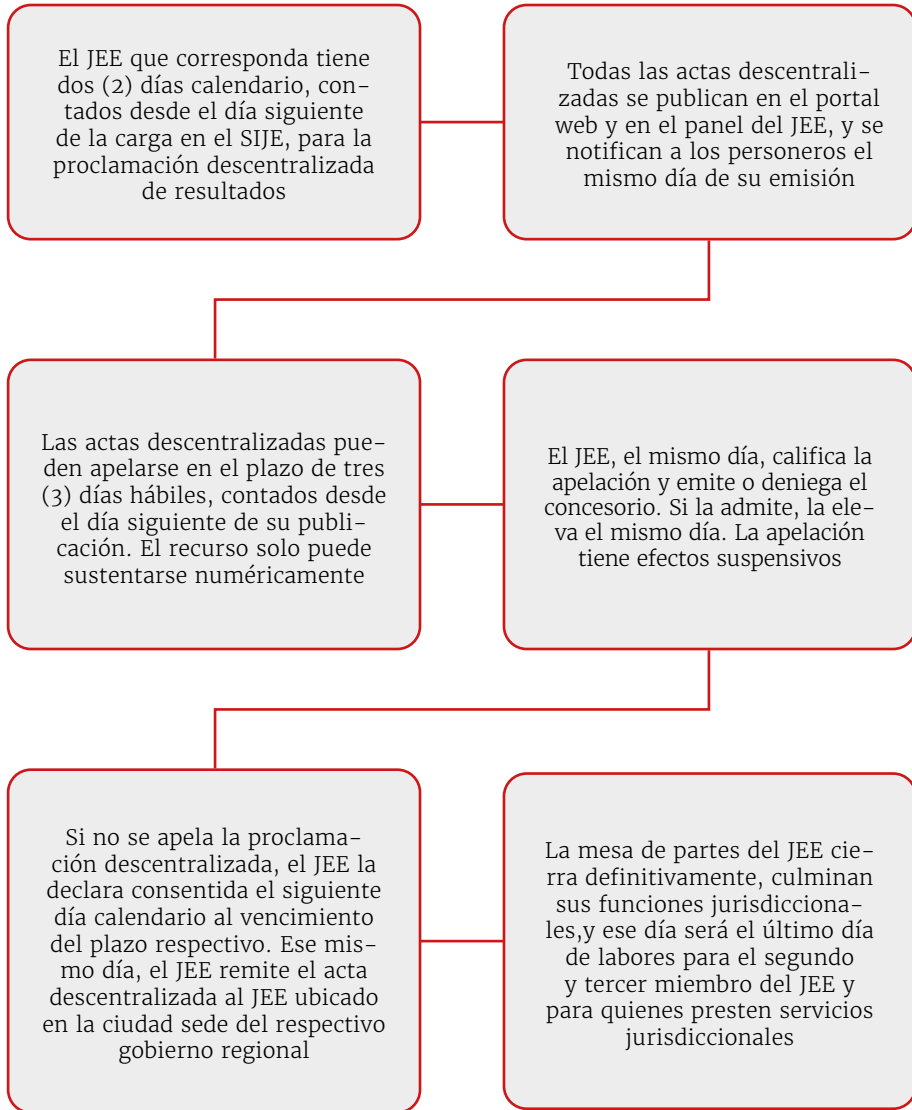 El JEE que corresponda tiene
dos (2) días calendario, con-
tados desde el día siguiente
de la carga en el SIJE, para la
proclamación descentralizada
de resultados
Todas las actas descentrali-
zadas se publican en el portal
web y en el panel del JEE, y se
notifican a los personeros el
mismo día de su emisión
Las actas descentralizadas pue-
den apelarse en el plazo de tres
(3) días hábiles, contados desde
el día siguiente de su publi-
cación. El recurso solo puede
sustentarse numéricamente
El JEE, el mismo día, califica la
apelación y emite o deniega el
concesorio. Si la admite, la ele-
va el mismo día. La apelación
tiene efectos suspensivos
Si no se apela la proclama-
ción descentralizada, el JEE la
declara consentida el siguiente
día calendario al vencimiento
del plazo respectivo. Ese mis-
mo día, el JEE remite el acta
descentralizada al JEE ubicado
en la ciudad sede del respectivo
gobierno regional
La mesa de partes del JEE cie-
rra definitivamente, culminan
sus funciones jurisdicciona-
les,y ese día será el último día
de labores para el segundo
y tercer miembro del JEE y
para quienes presten servicios
jurisdiccionales